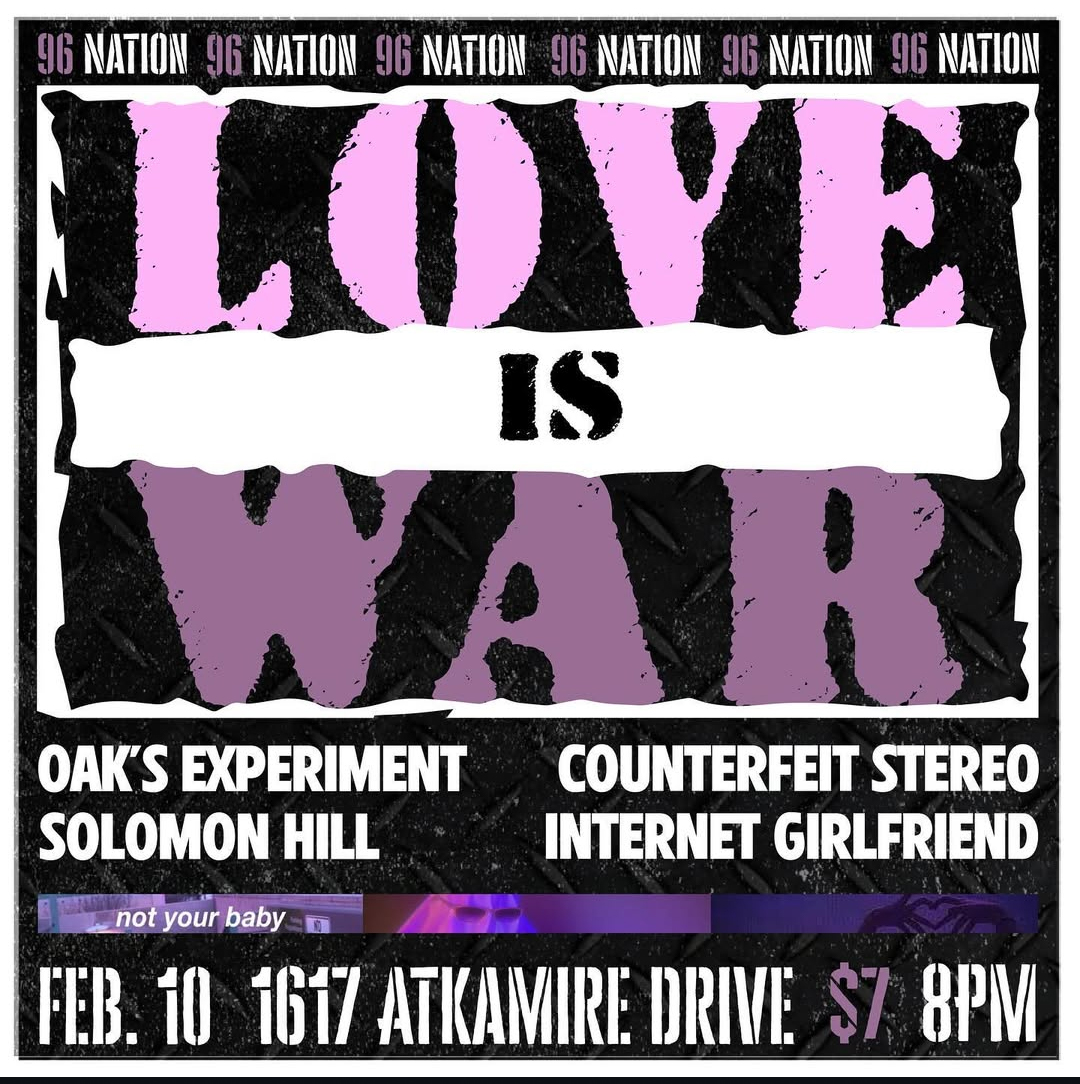 96 NATION 96 NATION 96 NATION 96 NATION 96 NATION 96 NATION
LOVE
IS
WAR
OAK'S EXPERIMENT COUNTERFEIT STEREO
SOLOMON HILL INTERNET GIRLFRIEND
not your baby
FEB. 10 1617 ATKAMIRE DRIVE $7 8PM